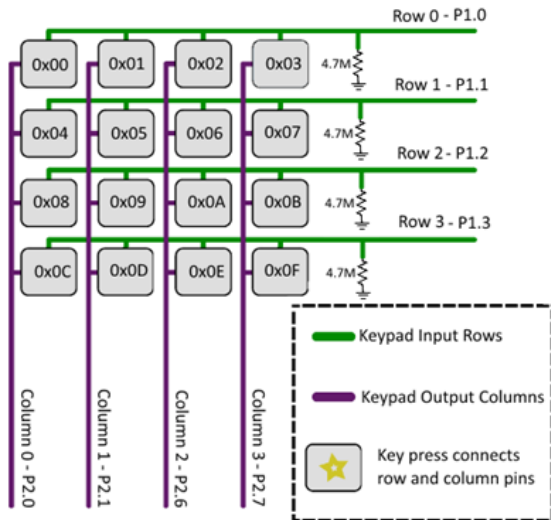 Row 0 - P1.0
0x00 0x01 0x02 0x03
4.7M
Row 1 - P1.1
0x04 0x05 0x06 0x07
4.7M
Row 2 - P1.2
0x08 0x09 0x0A 0x0B
4.7M
Row 3 - P1.3
0x0C 0x0D 0x0E 0x0F
4.7M
Column 0 - P2.0
Column 1 - P2.1
Column 2 - P2.6
Column 3 - P2.7
Keypad Input Rows
Keypad Output Columns
Key press connects
row and column pins